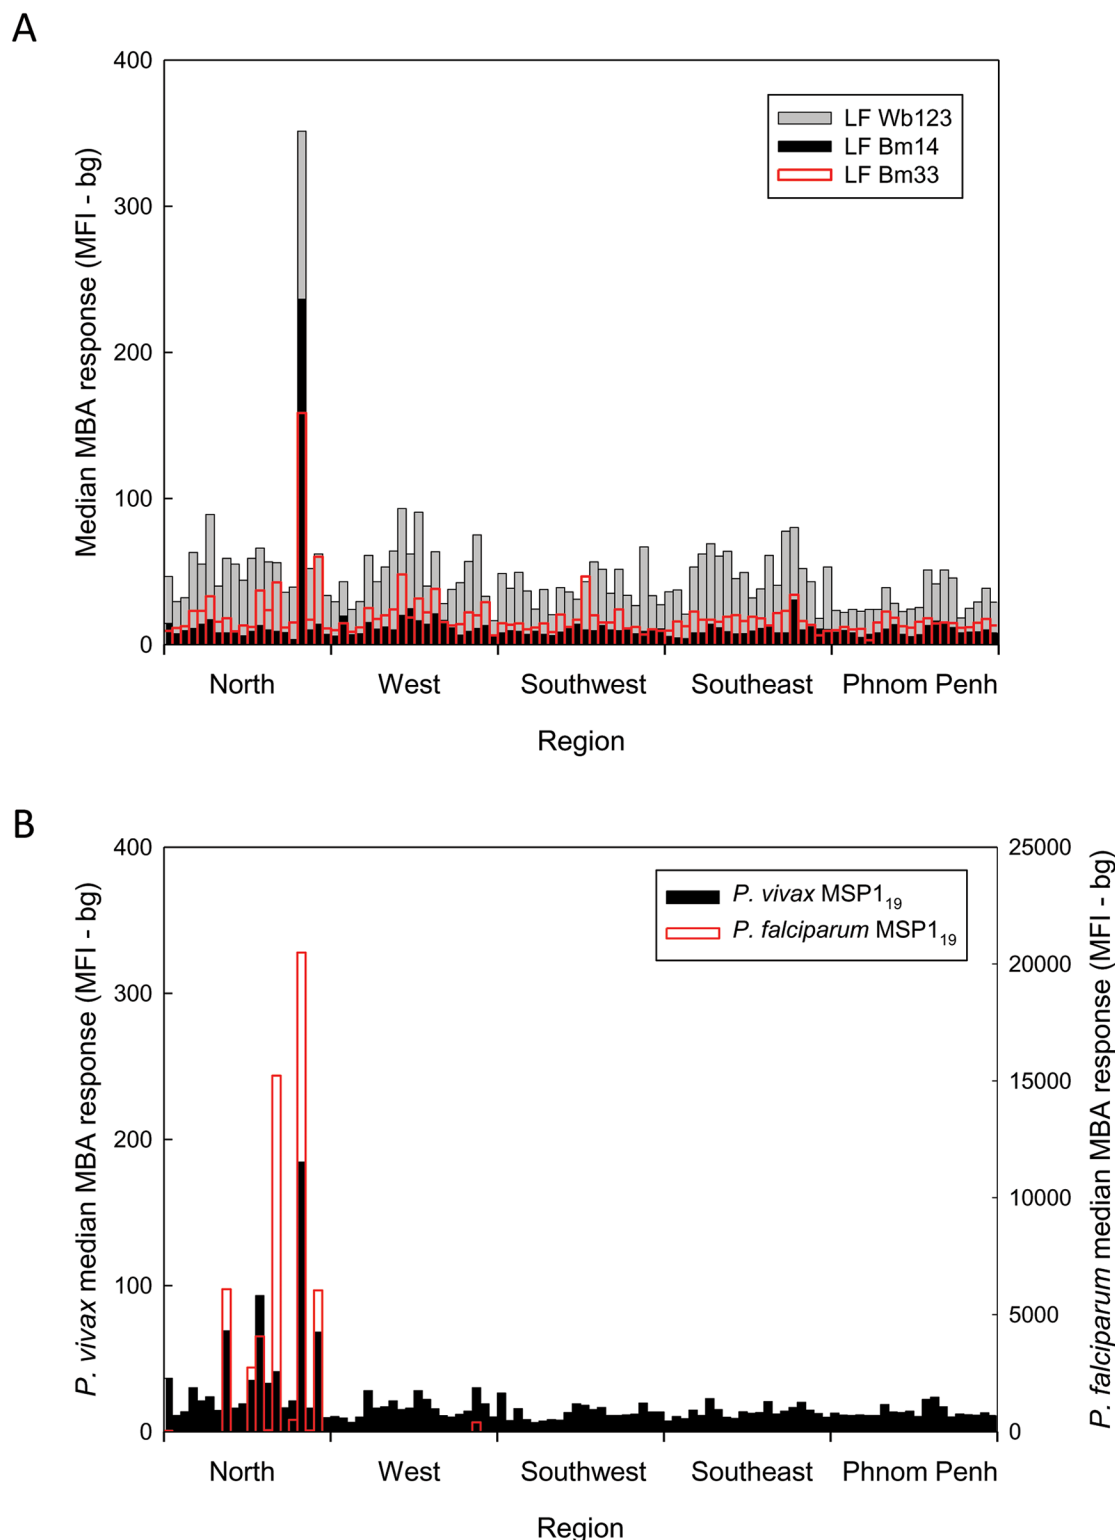 A
400
300
200
100
0
Median MBA response (MFI - bg)
LF Wb123
LF Bm14
LF Bm33
North West Southwest Southeast Phnom Penh
Region
B
400
300
200
100
0
P. vivax median MBA response (MFI - bg)
25000
20000
15000
10000
5000
0
P. falciparum median MBA response (MFI - bg)
P. vivax MSP1₁₉
P. falciparum MSP1₁₉
North West Southwest Southeast Phnom Penh
Region